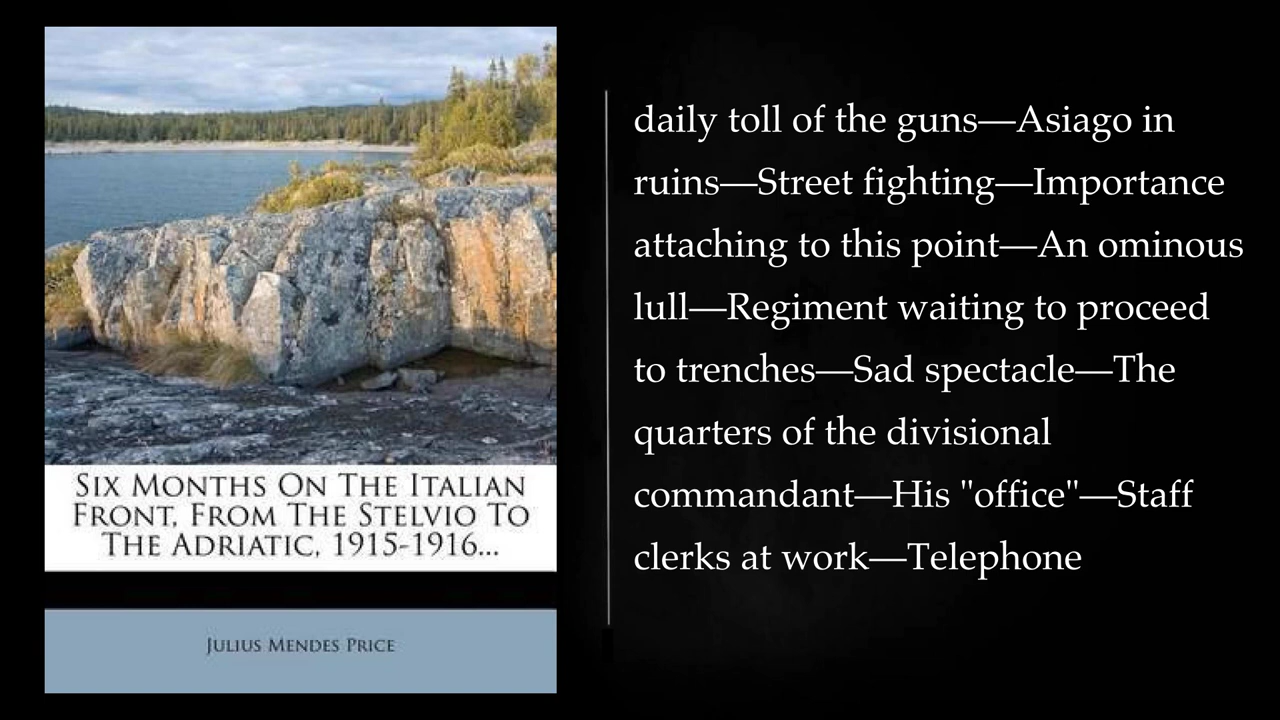 Six Months On The Italian
Front, From The Stelvio To
The Adriatic, 1915-1916...
Julius Mendes Price
daily toll of the guns—Asiago in
ruins—Street fighting—Importance
attaching to this point—An ominous
lull—Regiment waiting to proceed
to trenches—Sad spectacle—The
quarters of the divisional
commandant—His "office"—Staff
clerks at work—Telephone